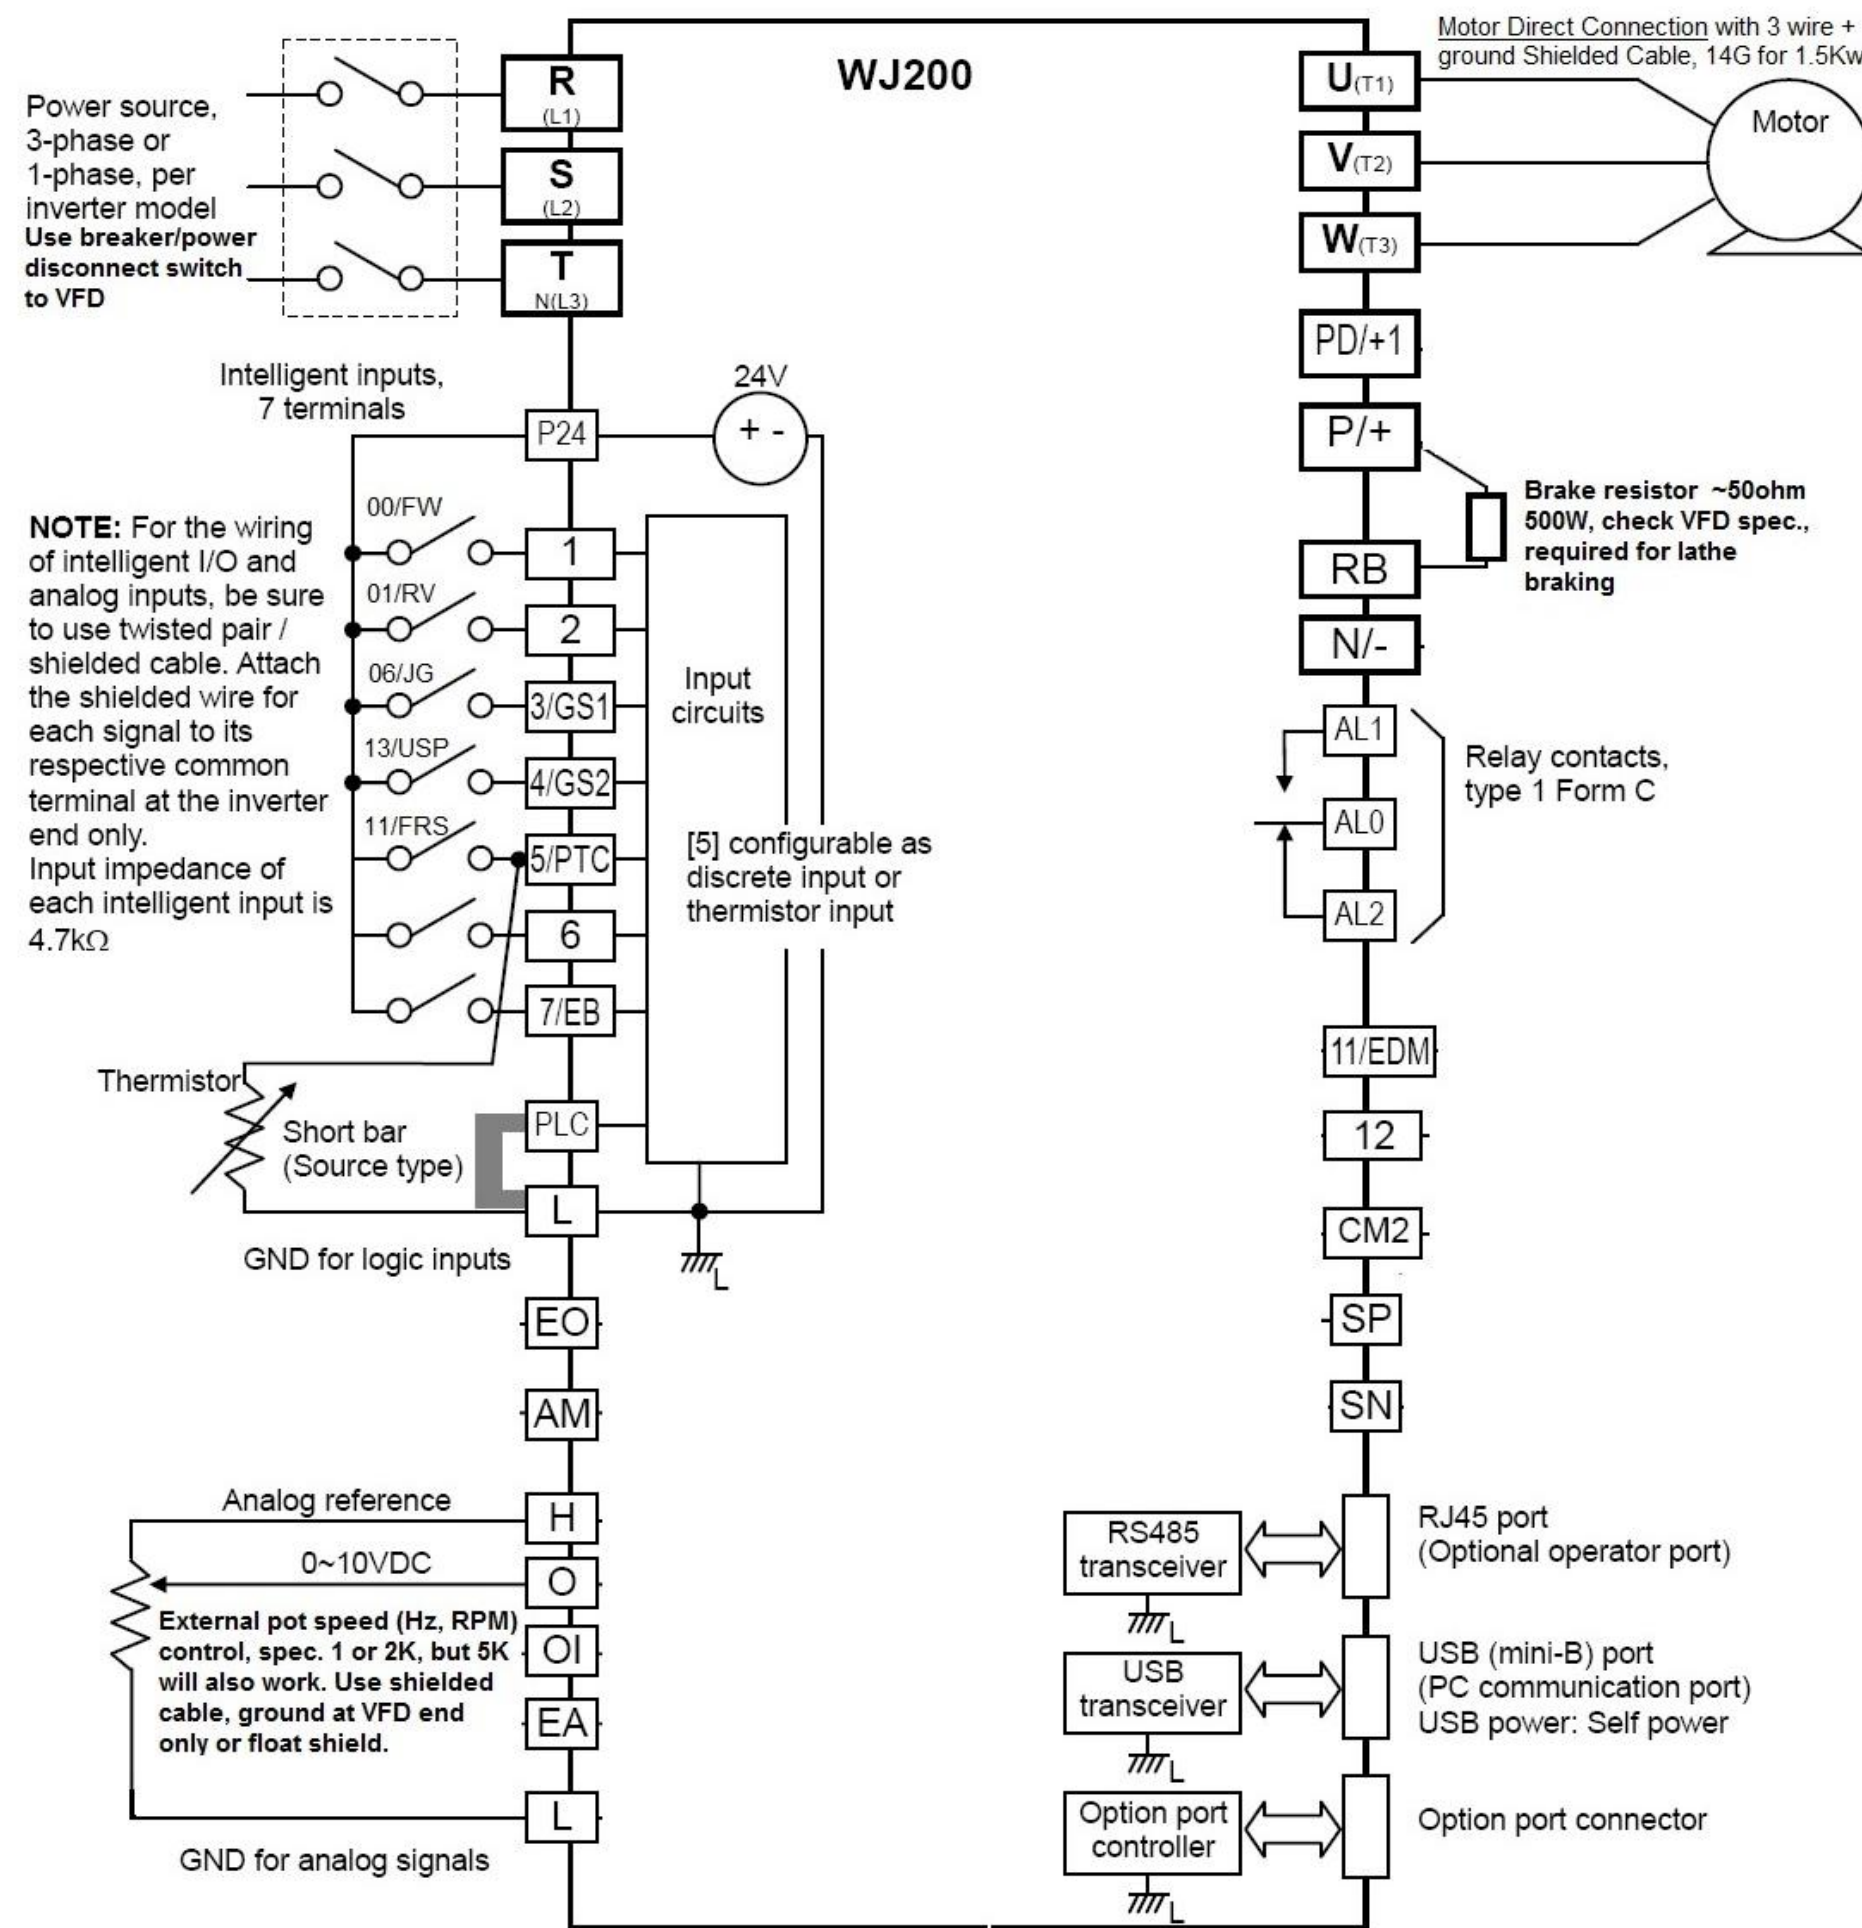 WJ200
Motor Direct Connection with 3 wire +
ground Shielded Cable, 14G for 1.5Kw
Power source,
3-phase or
1-phase, per
inverter model
Use breaker/power
disconnect switch
to VFD
R
(L1)
S
(L2)
T
N(L3)
U(T1)
V(T2)
W(T3)
Motor
PD/+1
P/+
RB
N/-
Brake resistor ~50ohm
500W, check VFD spec.,
required for lathe
braking
Intelligent inputs,
7 terminals
P24
24V
+ -
NOTE: For the wiring
of intelligent I/O and
analog inputs, be sure
to use twisted pair /
shielded cable. Attach
the shielded wire for
each signal to its
respective common
terminal at the inverter
end only.
Input impedance of
each intelligent input is
4.7kΩ
00/FW
1
01/RV
2
06/JG
3/GS1
13/USP
4/GS2
11/FRS
5/PTC
6
7/EB
Input
circuits
[5] configurable as
discrete input or
thermistor input
AL1
AL0
AL2
Relay contacts,
type 1 Form C
Thermistor
Short bar
(Source type)
PLC
L
GND for logic inputs
L
11/EDM
12
CM2
SP
SN
EO
AM
Analog reference
H
0~10VDC
O
External pot speed (Hz, RPM)
control, spec. 1 or 2K, but 5K
will also work. Use shielded
cable, ground at VFD end
only or float shield.
OI
EA
L
GND for analog signals
RS485
transceiver
L
RJ45 port
(Optional operator port)
USB
transceiver
L
USB (mini-B) port
(PC communication port)
USB power: Self power
Option port
controller
L
Option port connector